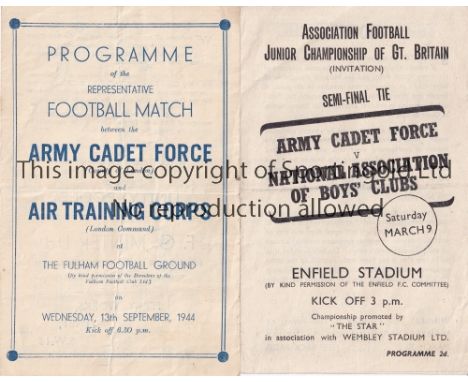 PROGRAMME
of the
REPRESENTATIVE
FOOTBALL MATCH
between the
ARMY CADET FORCE
and
AIR TRAINING CORPS
(London Command)
at
THE FULHAM FOOTBALL GROUND
(By kind permission of the Directors of the
Fulham Football Club Ltd.)
on
WEDNESDAY, 13th SEPTEMBER, 1944
Kick off 6.30 p.m.
ASSOCIATION FOOTBALL
JUNIOR CHAMPIONSHIP OF GT. BRITAIN
(INVITATION)
SEMI-FINAL TIE
ARMY CADET FORCE
v
NATIONAL ASSOCIATION
OF BOYS' CLUBS
Saturday
MARCH 9
ENFIELD STADIUM
(BY KIND PERMISSION OF THE ENFIELD F.C. COMMITTEE)
KICK OFF 3 p.m.
Championship promoted by
"THE STAR"
in association with WEMBLEY STADIUM LTD.
PROGRAMME 2d.
This image copyright of Sportingold Ltd
No reproduction allowed